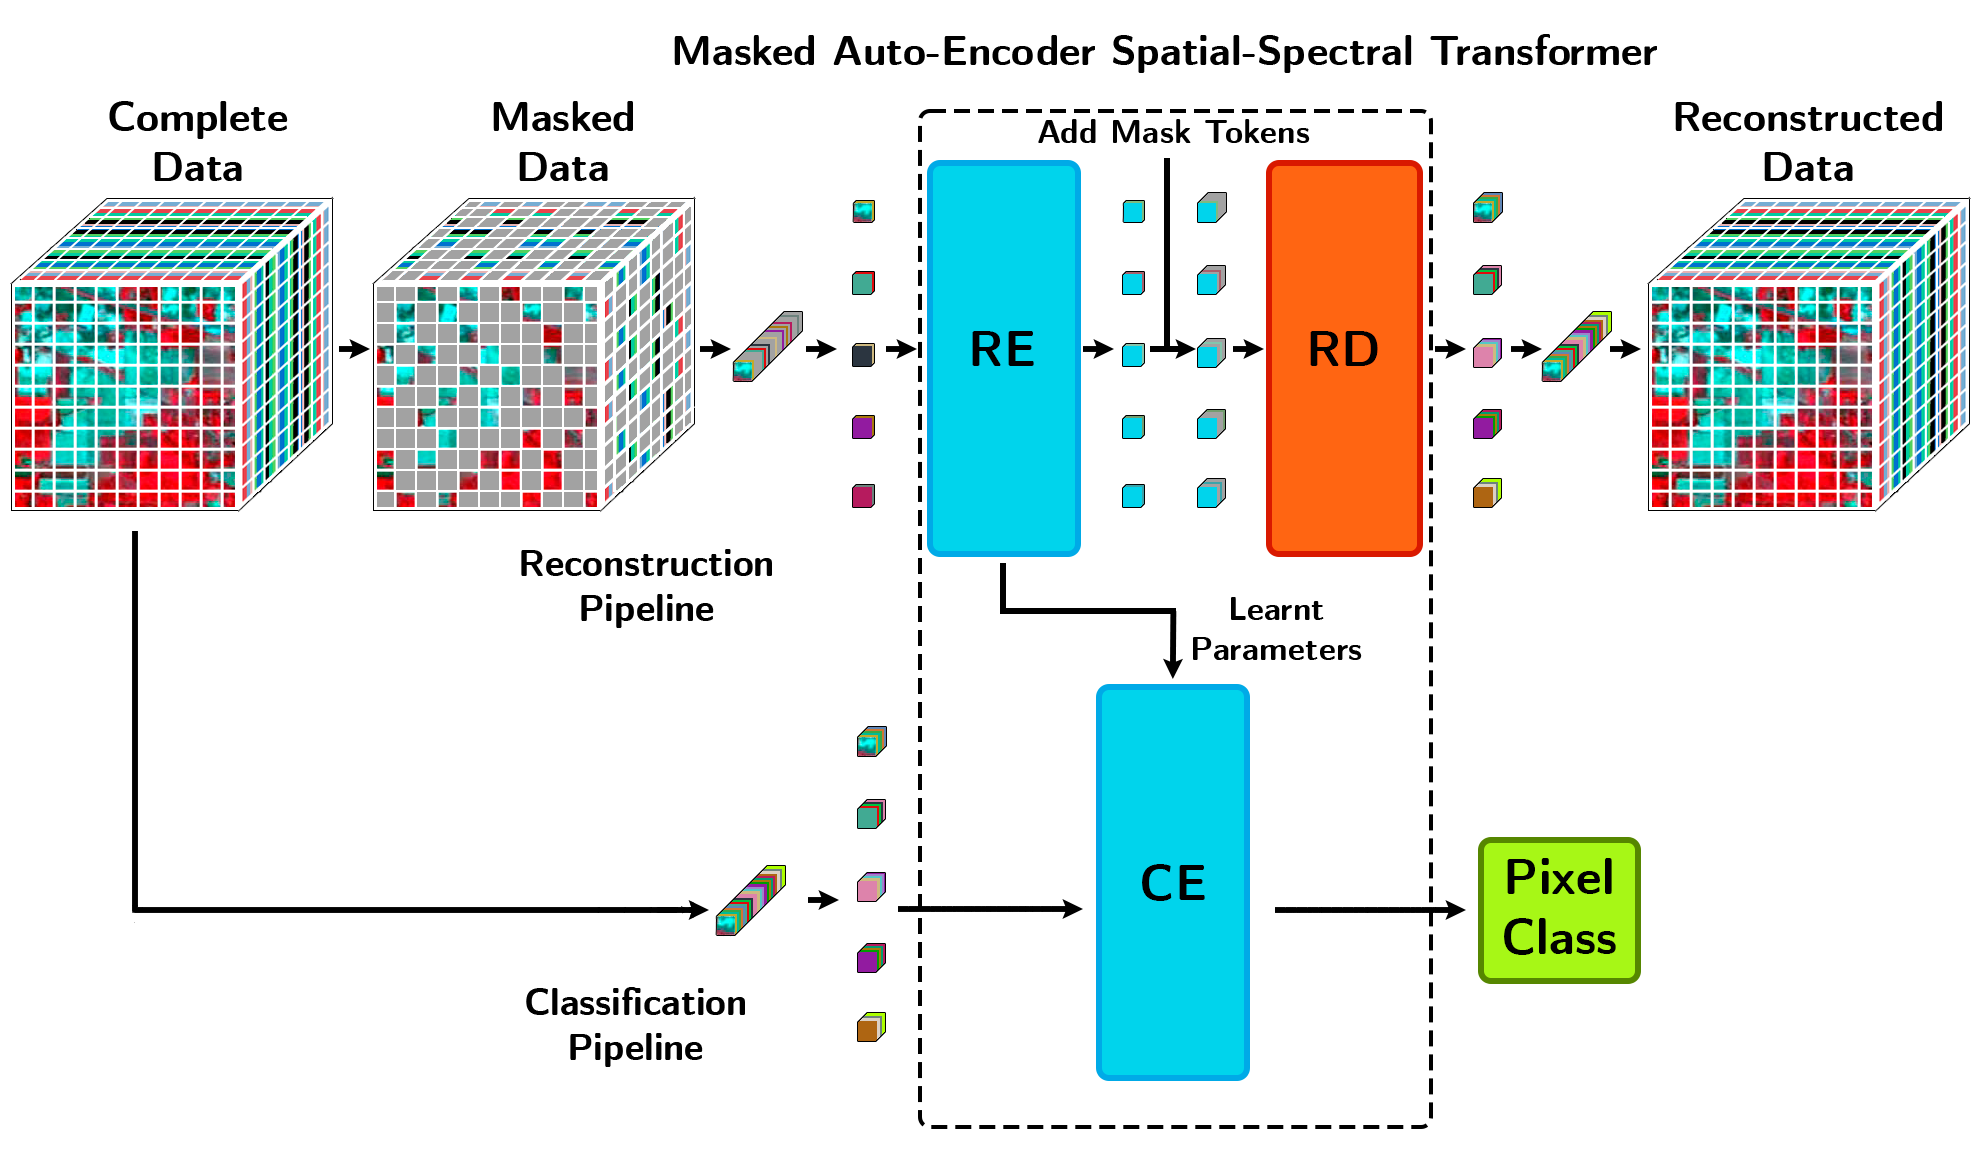 Masked Auto-Encoder Spatial-Spectral Transformer
Complete
Data
Masked
Data
Add Mask Tokens
Reconstructed
Data
RE
RD
Reconstruction
Pipeline
Learnt
Parameters
CE
Pixel
Class
Classification
Pipeline